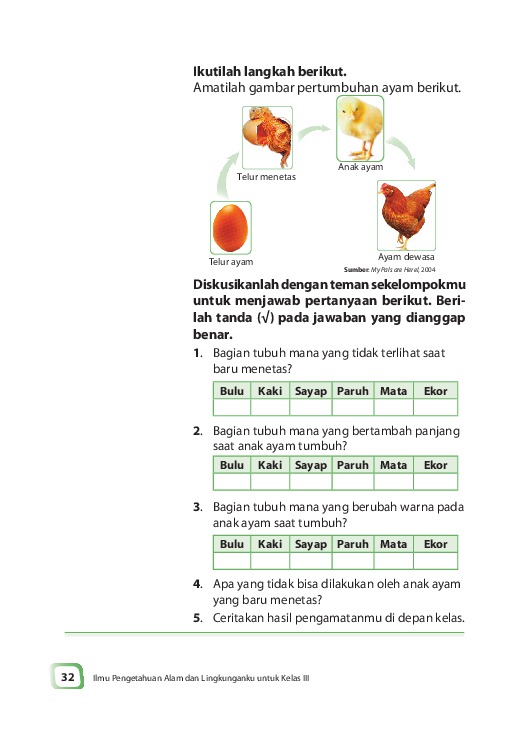 Ikutilah langkah berikut.
Amatilah gambar pertumbuhan ayam berikut.
Telur menetas
Anak ayam
Telur ayam
Ayam dewasa
Sumber: My Pals are Here!, 2004
Diskusikanlah dengan teman sekelompokmu
untuk menjawab pertanyaan berikut. Beri-
lah tanda (√) pada jawaban yang dianggap
benar.
1. Bagian tubuh mana yang tidak terlihat saat
baru menetas?
Bulu Kaki Sayap Paruh Mata Ekor
2. Bagian tubuh mana yang bertambah panjang
saat anak ayam tumbuh?
Bulu Kaki Sayap Paruh Mata Ekor
3. Bagian tubuh mana yang berubah warna pada
anak ayam saat tumbuh?
Bulu Kaki Sayap Paruh Mata Ekor
4. Apa yang tidak bisa dilakukan oleh anak ayam
yang baru menetas?
5. Ceritakan hasil pengamatanmu di depan kelas.
32 Ilmu Pengetahuan Alam dan Lingkunganku untuk Kelas III